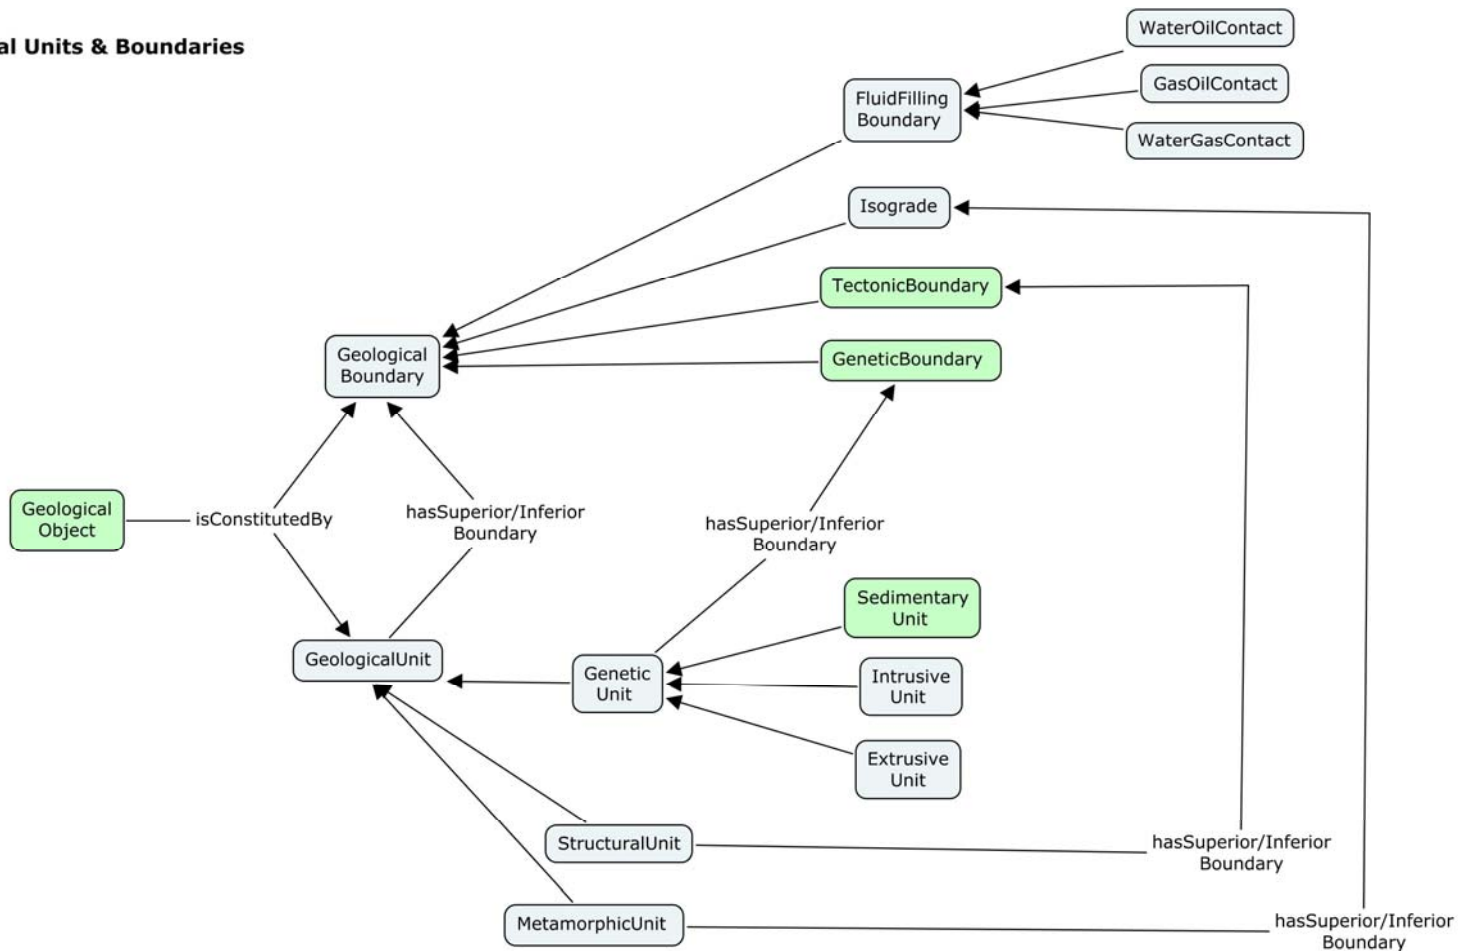 al Units & Boundaries
WaterOilContact
FluidFilling
Boundary
GasOilContact
WaterGasContact
Isograde
TectonicBoundary
GeneticBoundary
Geological
Boundary
Geological
Object
isConstitutedBy
hasSuperior/Inferior
Boundary
hasSuperior/Inferior
Boundary
Sedimentary
Unit
GeologicalUnit
Genetic
Unit
Intrusive
Unit
Extrusive
Unit
StructuralUnit
hasSuperior/Inferior
Boundary
MetamorphicUnit
hasSuperior/Inferior
Boundary